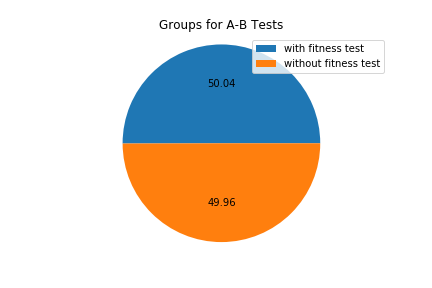 Groups for A-B Tests
with fitness test
without fitness test
50.04
49.96